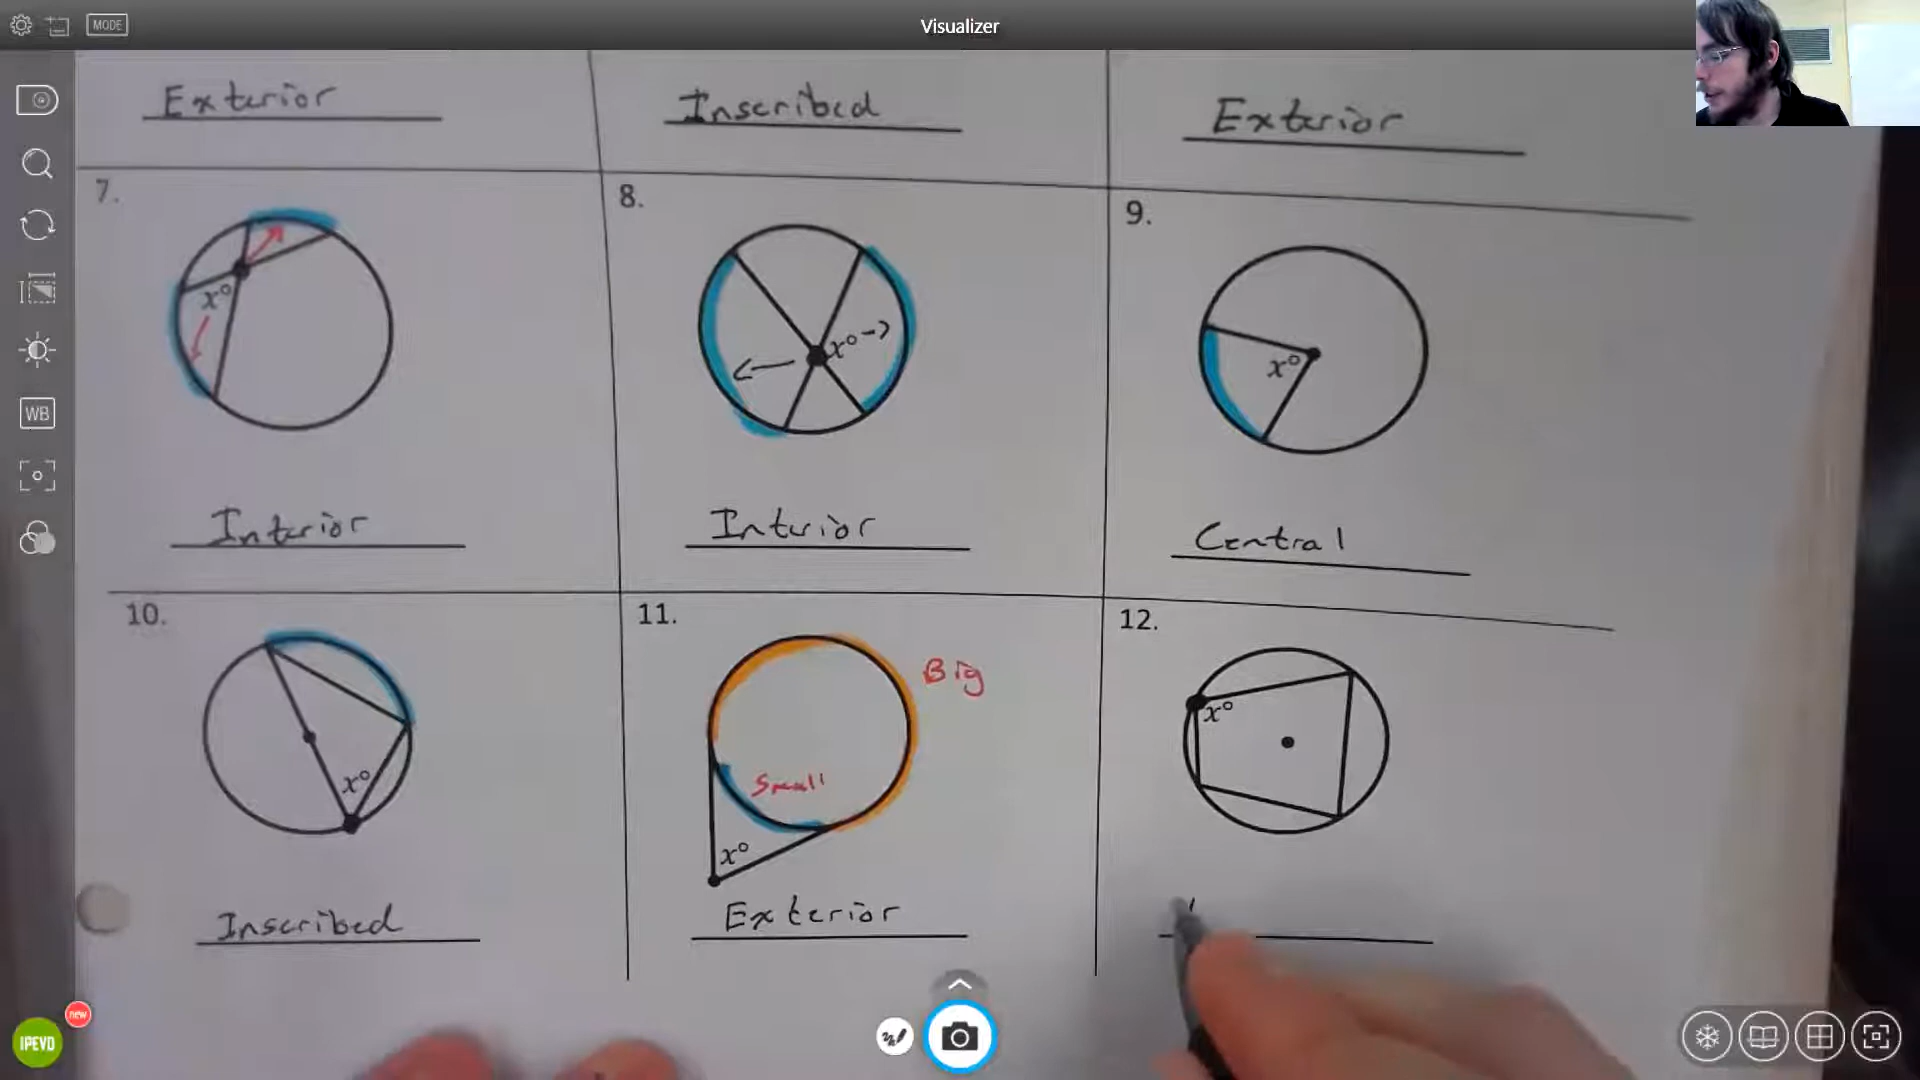 MODE
Visualizer
Exterior
Inscribed
Exterior
7.
x°
Interior
8.
x°
Interior
9.
x°
Central
10.
x°
Inscribed
11.
Big
Small
x°
Exterior
12.
x°
WB
new
IPEVO